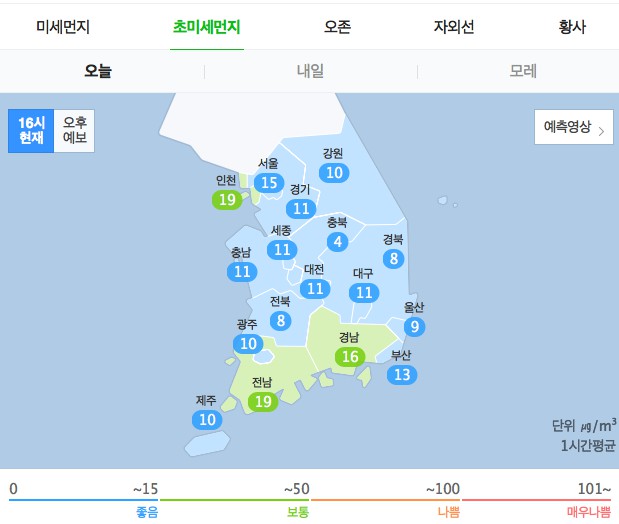 미세먼지 초미세먼지 오존 자외선 황사
오늘 내일 모레
16시 현재
오후 예보
예측영상
서울 15
강원 10
인천 19
경기 11
충북 4
세종 11
경북 8
충남 11
대전 11
대구 11
전북 8
울산 9
광주 10
경남 16
부산 13
전남 19
제주 10
단위 ㎍/m³
1시간평균
0 ~15 ~50 ~100 101~
좋음 보통 나쁨 매우나쁨